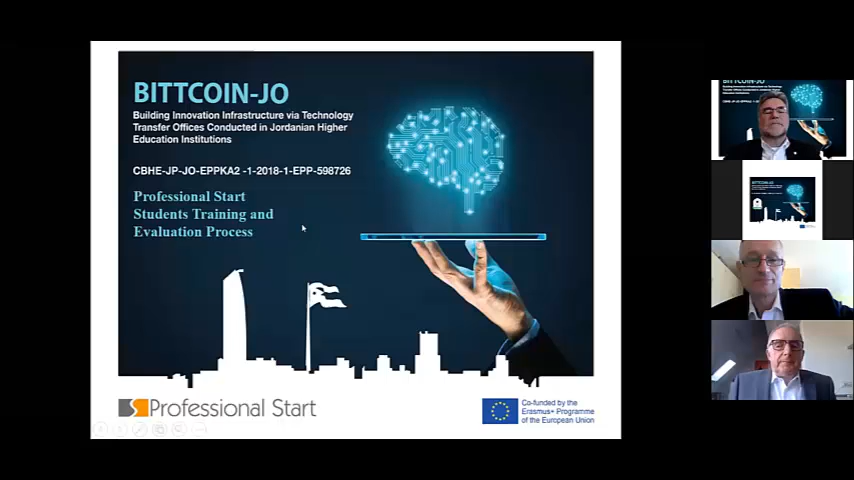 BITTCOIN-JO
Building Innovation Infrastructure via Technology
Transfer Offices Conducted in Jordanian Higher
Education Institutions
CBHE-JP-JO-EPPKA2 -1-2018-1-EPP-598726
Professional Start
Students Training and
Evaluation Process
Professional Start
Co-funded by the
Erasmus+ Programme
of the European Union